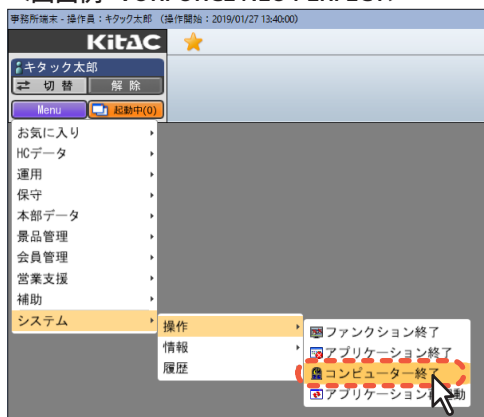 事務所端末 - 操作員：キタック太郎 （操作開始：2019/01/27 13:40:00）
KiTAC
キタック太郎
切 替 解 除
Menu 起動中(0)
お気に入り
HCデータ
運用
保守
本部データ
景品管理
会員管理
営業支援
補助
システム
操作
情報
履歴
ファンクション終了
アプリケーション終了
コンピューター終了
アプリケーション再起動